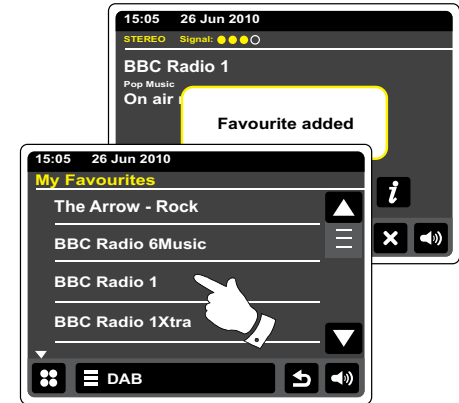 15:05 26 Jun 2010
STEREO Signal:
BBC Radio 1
Pop Music
On air
Favourite added
i
15:05 26 Jun 2010
My Favourites
The Arrow - Rock
BBC Radio 6Music
BBC Radio 1
BBC Radio 1Xtra
DAB